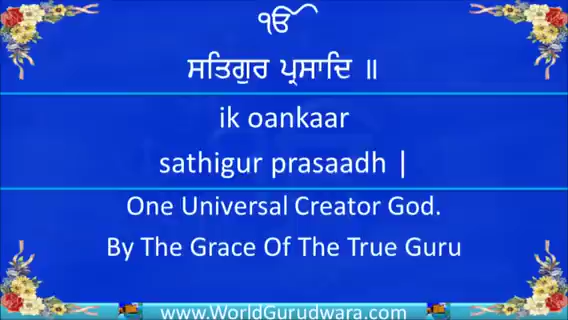 ੴ
ਸਤਿਗੁਰ ਪ੍ਰਸਾਦਿ ॥
ik oankaar
sathigur prasaadh |
One Universal Creator God.
By The Grace Of The True Guru
www.WorldGurudwara.com